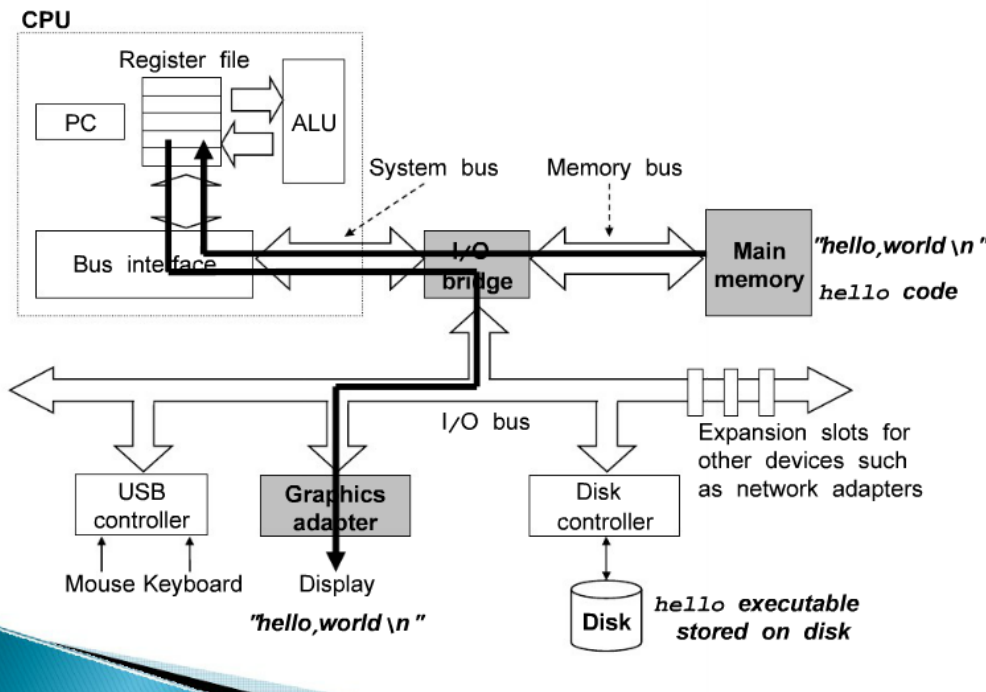 CPU
Register file
PC
ALU
System bus
Memory bus
Bus interface
I/O
bridge
Main
memory
"hello,world \n"
hello code
I/O bus
Expansion slots for
other devices such
as network adapters
USB
controller
Graphics
adapter
Disk
controller
Mouse Keyboard
Display
"hello,world \n"
Disk
hello executable
stored on disk